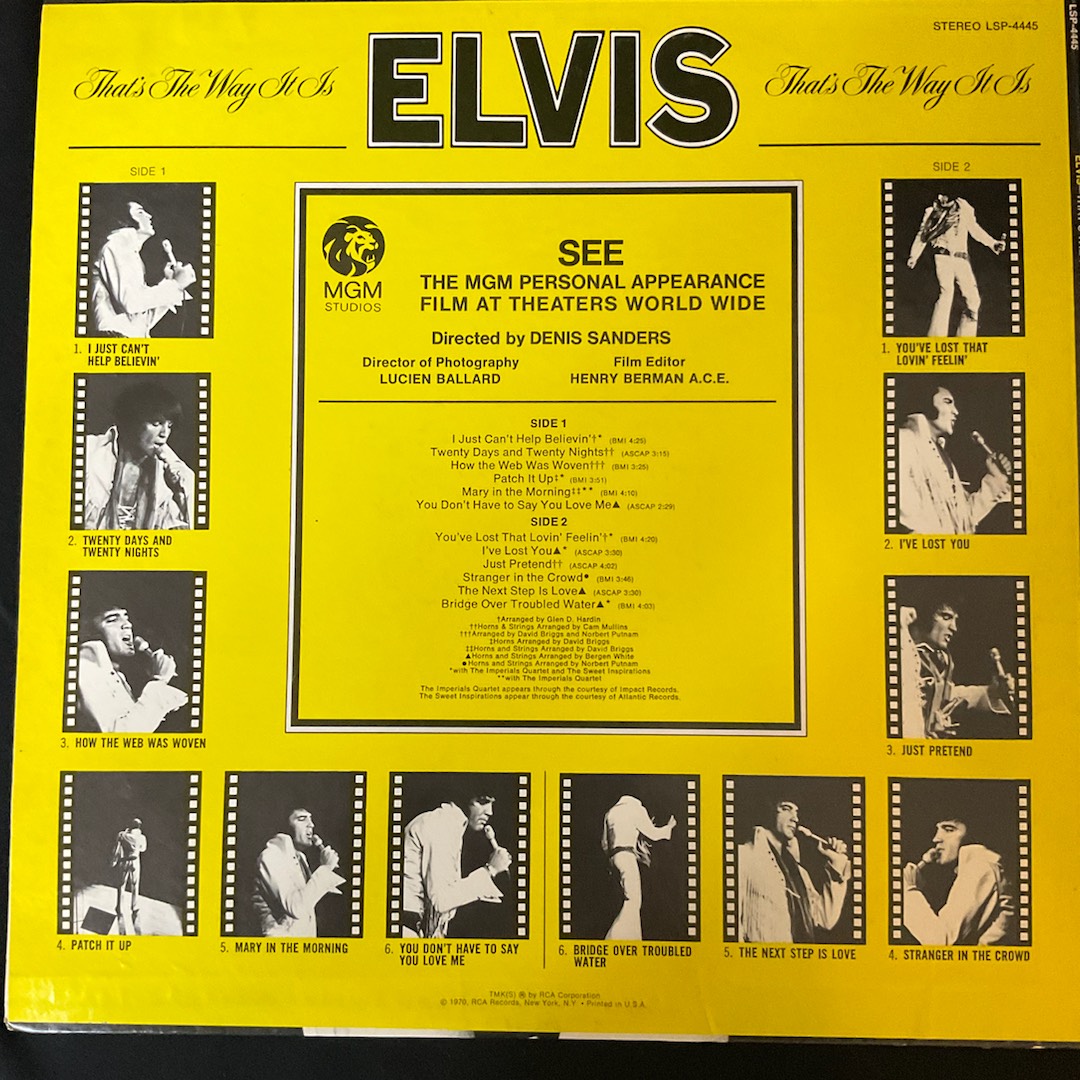 STEREO LSP-4445
LSP-4445
That's The Way It Is
ELVIS
That's The Way It Is
SIDE 1
1. I JUST CAN'T
HELP BELIEVIN'
2. TWENTY DAYS AND
TWENTY NIGHTS
3. HOW THE WEB WAS WOVEN
4. PATCH IT UP
5. MARY IN THE MORNING
6. YOU DON'T HAVE TO SAY
YOU LOVE ME
MGM
STUDIOS
SEE
THE MGM PERSONAL APPEARANCE
FILM AT THEATERS WORLD WIDE
Directed by DENIS SANDERS
Director of Photography
LUCIEN BALLARD
Film Editor
HENRY BERMAN A.C.E.
SIDE 1
I Just Can't Help Believin'†* (BMI 4:25)
Twenty Days and Twenty Nights†† (ASCAP 3:15)
How the Web Was Woven††† (BMI 3:25)
Patch It Up‡* (BMI 3:51)
Mary in the Morning‡‡** (BMI 4:10)
You Don't Have to Say You Love Me▲ (ASCAP 2:29)
SIDE 2
You've Lost That Lovin' Feelin'†* (BMI 4:20)
I've Lost You▲* (ASCAP 3:30)
Just Pretend†† (ASCAP 4:02)
Stranger in the Crowd● (BMI 3:46)
The Next Step Is Love▲ (ASCAP 3:30)
Bridge Over Troubled Water▲* (BMI 4:03)
†Arranged by Glen D. Hardin
††Horns & Strings Arranged by Cam Mullins
†††Arranged by David Briggs and Norbert Putnam
‡Horns Arranged by David Briggs
‡‡Horns and Strings Arranged by David Briggs
▲Horns and Strings Arranged by Bergen White
●Horns and Strings Arranged by Norbert Putnam
*with The Imperials Quartet and The Sweet Inspirations
**with The Imperials Quartet
The Imperials Quartet appears through the courtesy of Impact Records.
The Sweet Inspirations appear through the courtesy of Atlantic Records.
SIDE 2
1. YOU'VE LOST THAT
LOVIN' FEELIN'
2. I'VE LOST YOU
3. JUST PRETEND
6. BRIDGE OVER TROUBLED
WATER
5. THE NEXT STEP IS LOVE
4. STRANGER IN THE CROWD
TMK(S) ® by RCA Corporation
© 1970, RCA Records, New York, N.Y. • Printed in U.S.A.